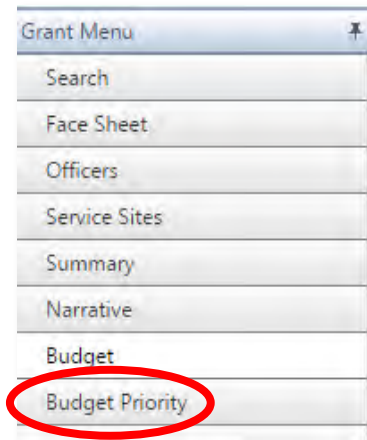 Grant Menu
Search
Face Sheet
Officers
Service Sites
Summary
Narrative
Budget
Budget Priority